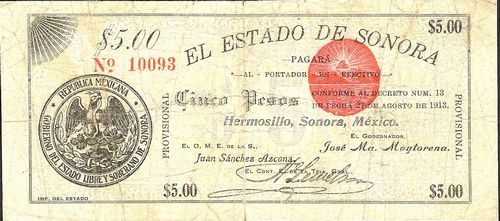 $5.00
$5.00
EL ESTADO DE SONORA
Nº 10093
PAGARÁ
AL PORTADOR EN EFECTIVO
CONFORME AL DECRETO NUM. 13
Cinco Pesos
DE FECHA 27 DE AGOSTO DE 1913.
Hermosillo, Sonora, México.
REPUBLICA MEXICANA.
GOBIERNO DEL ESTADO LIBRE Y SOBERANO DE SONORA.
PROVISIONAL
PROVISIONAL
EL O. M. E. DE LA S.,
EL GOBERNADOR,
Juan Sánchez Azcona.
José Ma. Maytorena.
EL CONT. E. DE LA TES. GRAL.
$5.00
$5.00
IMP. DEL ESTADO